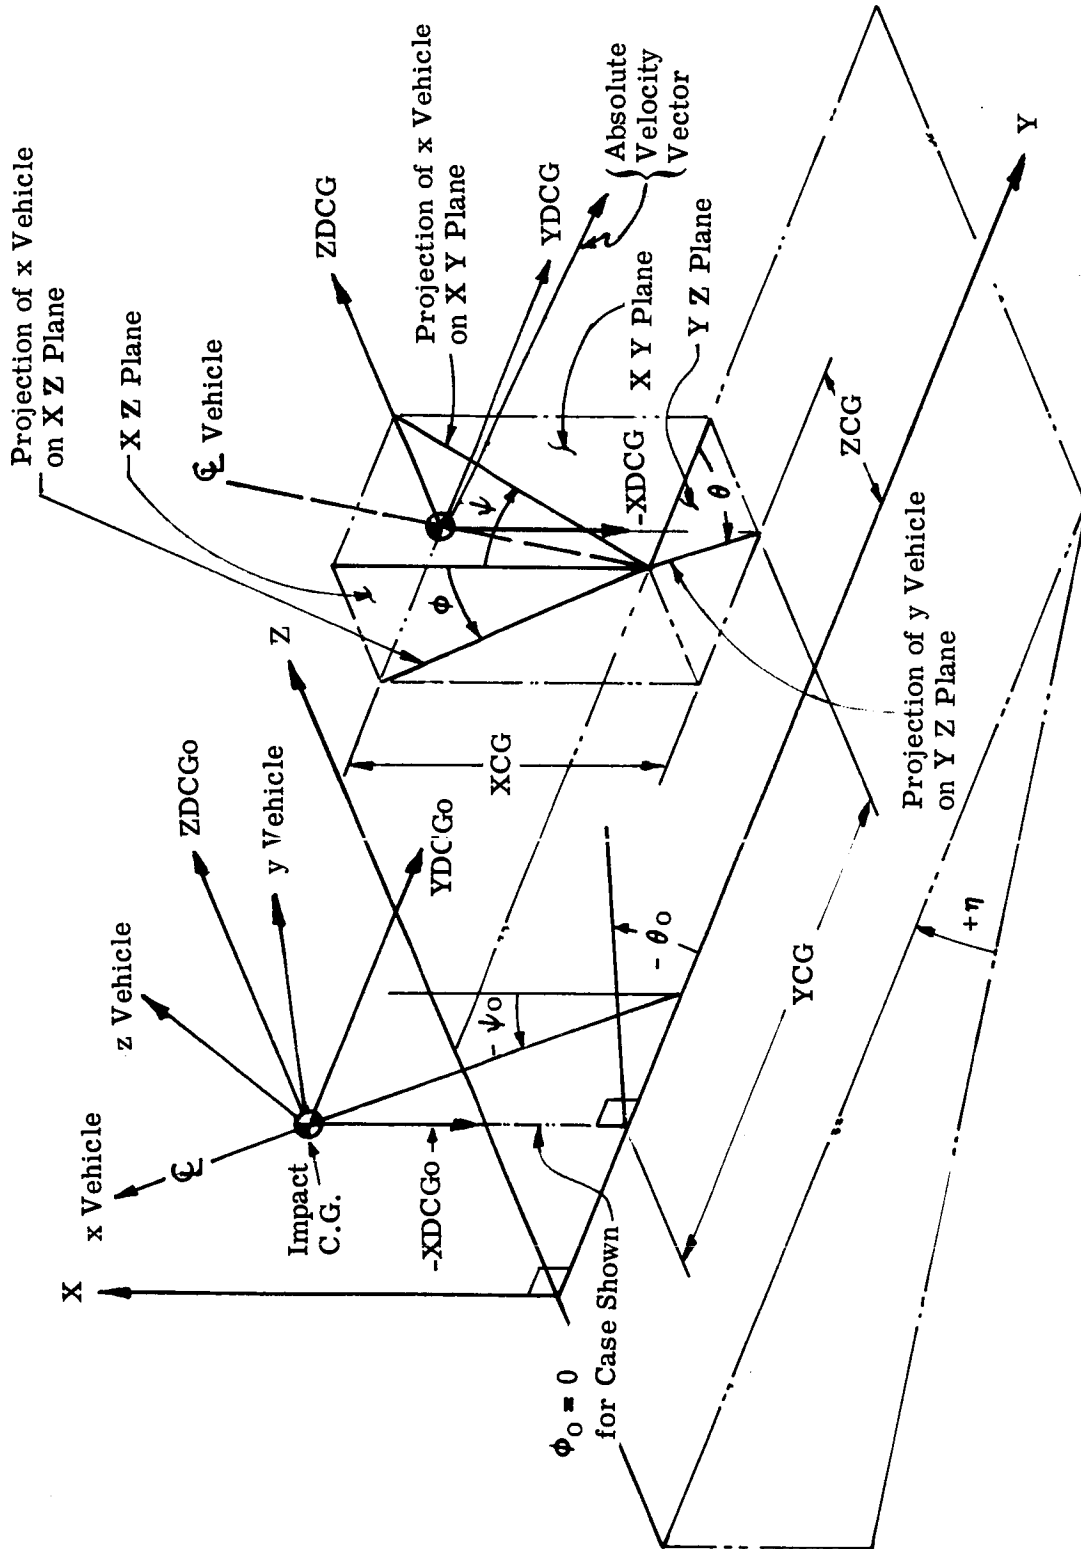 Projection of x Vehicle
on X Z Plane
X Z Plane
℄ Vehicle
ZDCG
Projection of x Vehicle
on X Y Plane
YDCG
Absolute
Velocity
Vector
X Y Plane
Y Z Plane
-XDCG
ψ
ϕ
θ
ZCG
Y
Z
XCG
Projection of y Vehicle
on Y Z Plane
YCG
+η
ZDCGo
y Vehicle
z Vehicle
YDCGo
x Vehicle
℄
Impact
C.G.
-XDCGo
- ψo
- θo
X
ϕo = 0
for Case Shown